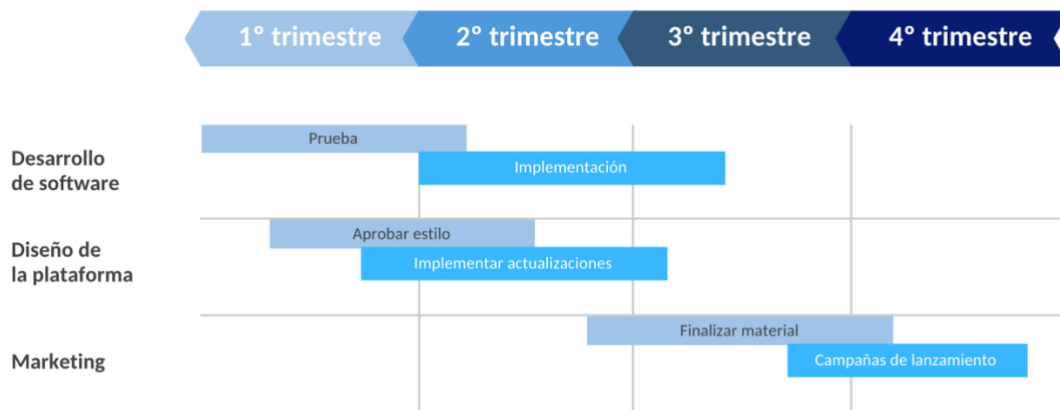 1° trimestre
2° trimestre
3° trimestre
4° trimestre
Prueba
Desarrollo
de software
Implementación
Aprobar estilo
Diseño de
la plataforma
Implementar actualizaciones
Finalizar material
Marketing
Campañas de lanzamiento